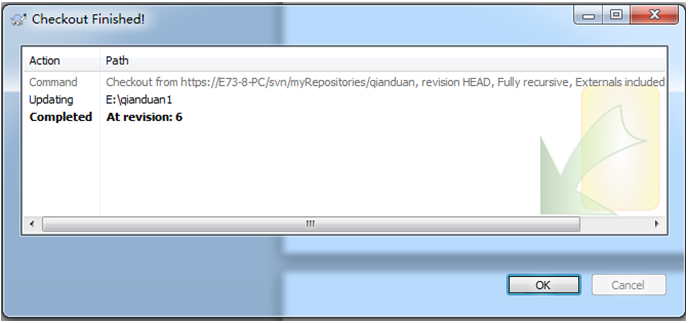 Checkout Finished!
Action Path
Command Checkout from https://E73-8-PC/svn/myRepositories/qianduan, revision HEAD, Fully recursive, Externals included
Updating E:\qianduan1
Completed At revision: 6
OK Cancel